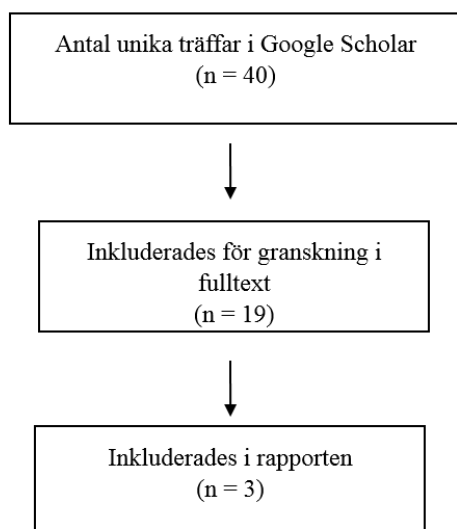 Antal unika träffar i Google Scholar
(n = 40)
Inkluderades för granskning i
fulltext
(n = 19)
Inkluderades i rapporten
(n = 3)